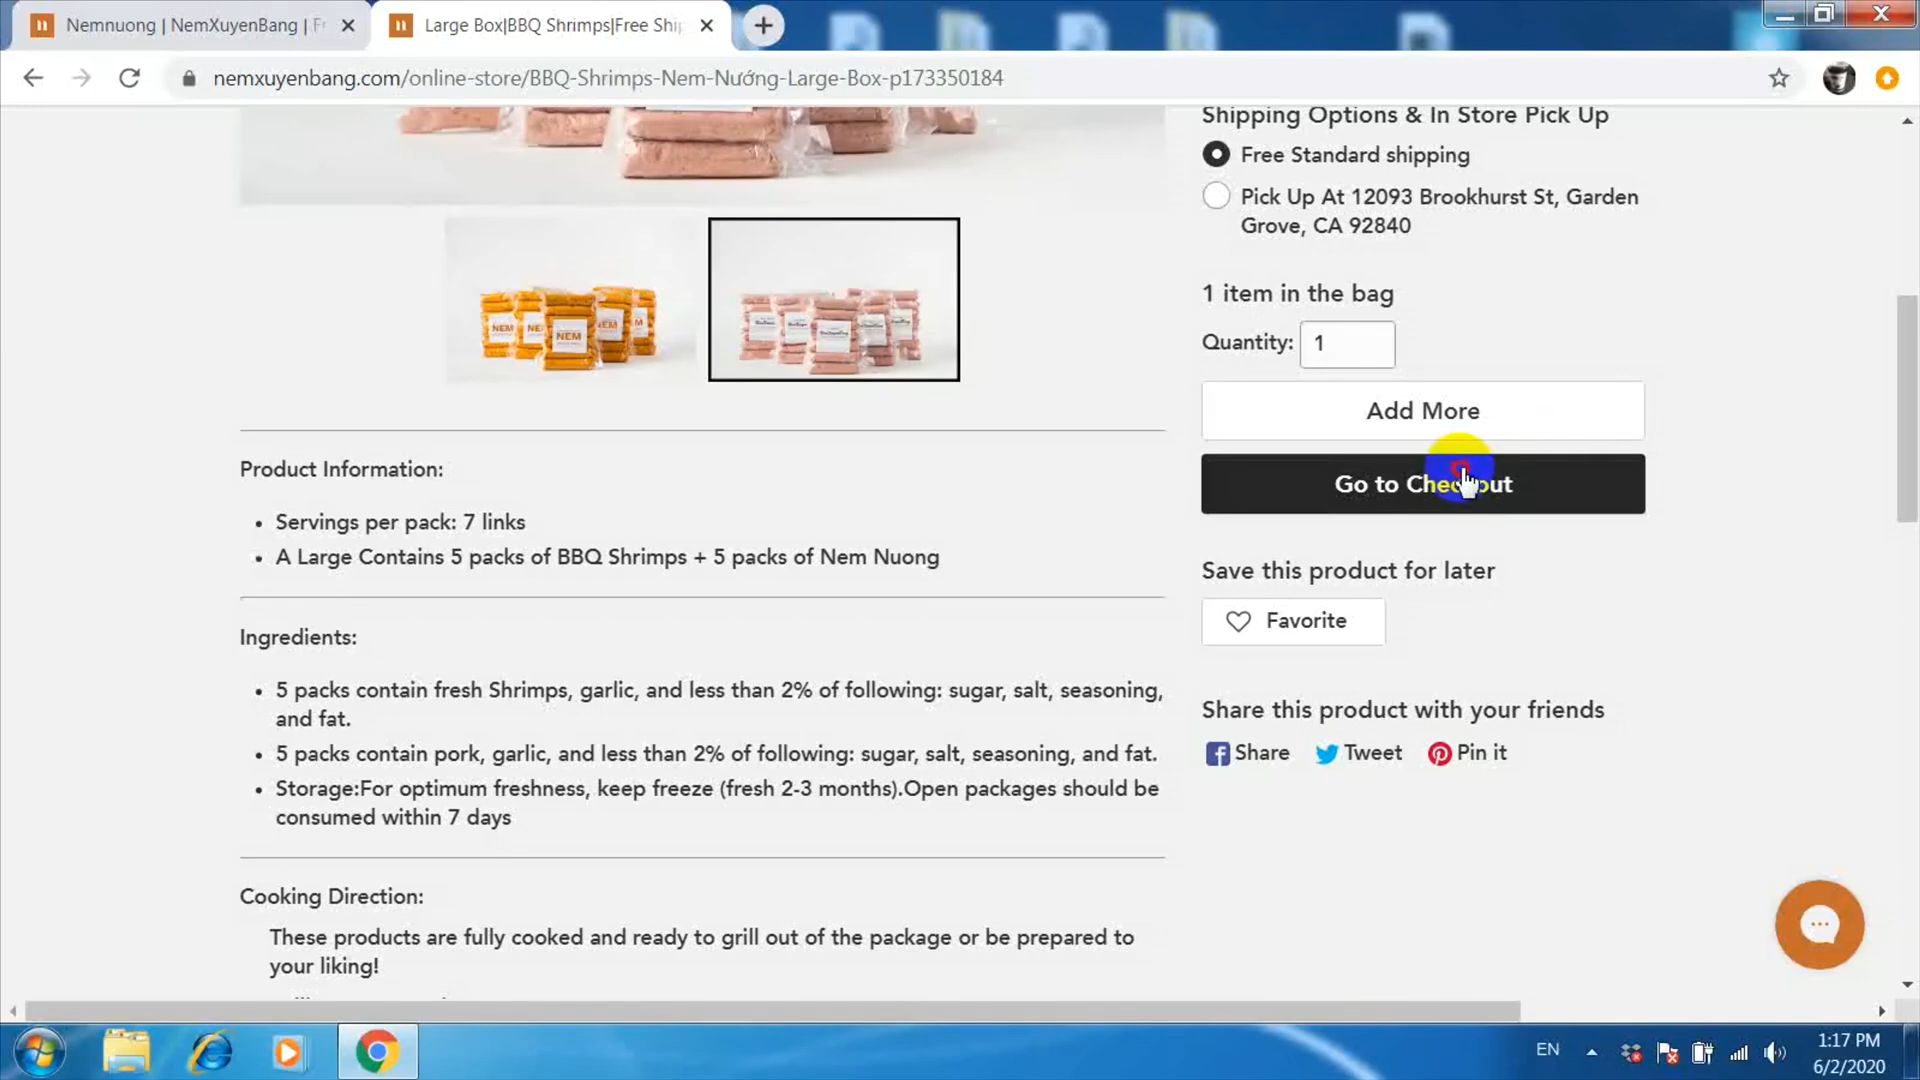 Nemnuong | NemXuyenBang | Fr
Large Box|BBQ Shrimps|Free Ship
nemxuyenbang.com/online-store/BBQ-Shrimps-Nem-Nướng-Large-Box-p173350184
Shipping Options & In Store Pick Up
Free Standard shipping
Pick Up At 12093 Brookhurst St, Garden
Grove, CA 92840
1 item in the bag
Quantity: 1
Add More
Go to Checkout
Save this product for later
Favorite
Share this product with your friends
Share Tweet Pin it
NEM NEM NEM
Product Information:
• Servings per pack: 7 links
• A Large Contains 5 packs of BBQ Shrimps + 5 packs of Nem Nuong
Ingredients:
• 5 packs contain fresh Shrimps, garlic, and less than 2% of following: sugar, salt, seasoning,
and fat.
• 5 packs contain pork, garlic, and less than 2% of following: sugar, salt, seasoning, and fat.
• Storage:For optimum freshness, keep freeze (fresh 2-3 months).Open packages should be
consumed within 7 days
Cooking Direction:
These products are fully cooked and ready to grill out of the package or be prepared to
your liking!
EN
1:17 PM
6/2/2020